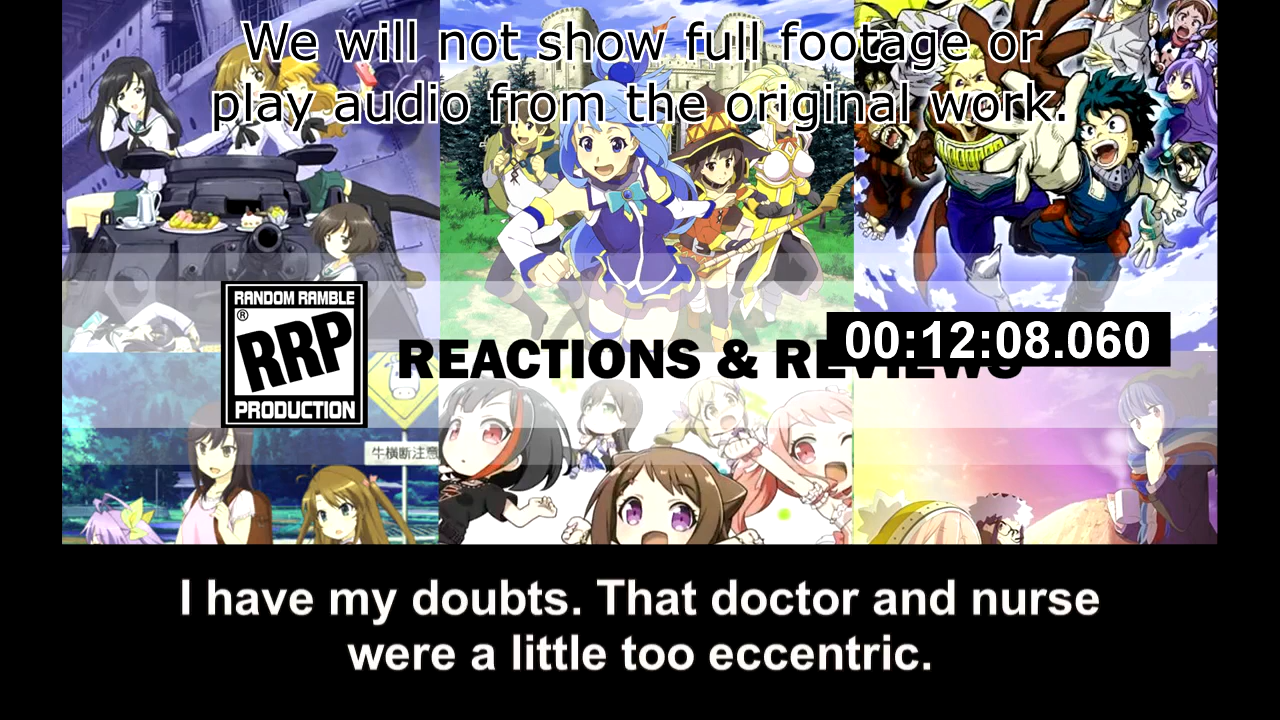 We will not show full footage or
play audio from the original work.
RANDOM RAMBLE
®
RRP
PRODUCTION
REACTIONS & REVIEWS
00:12:08.060
牛横断注意
I have my doubts. That doctor and nurse
were a little too eccentric.